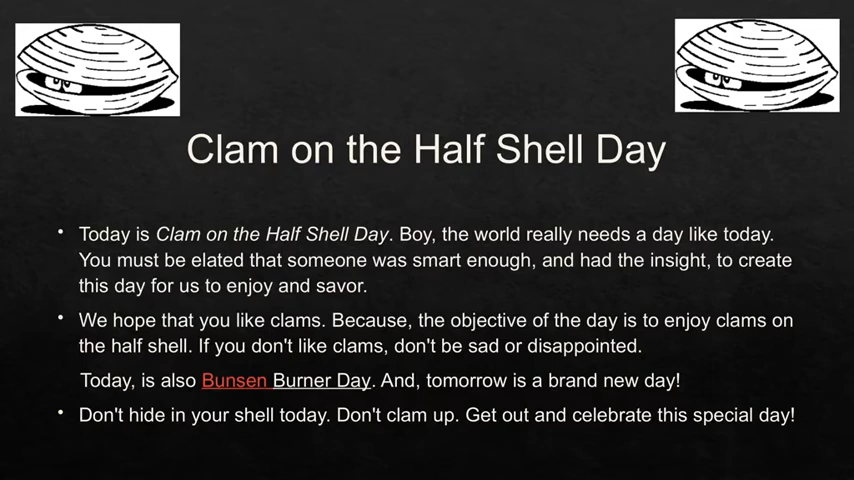 Clam on the Half Shell Day
• Today is Clam on the Half Shell Day. Boy, the world really needs a day like today.
You must be elated that someone was smart enough, and had the insight, to create
this day for us to enjoy and savor.
• We hope that you like clams. Because, the objective of the day is to enjoy clams on
the half shell. If you don't like clams, don't be sad or disappointed.
Today, is also Bunsen Burner Day. And, tomorrow is a brand new day!
• Don't hide in your shell today. Don't clam up. Get out and celebrate this special day!